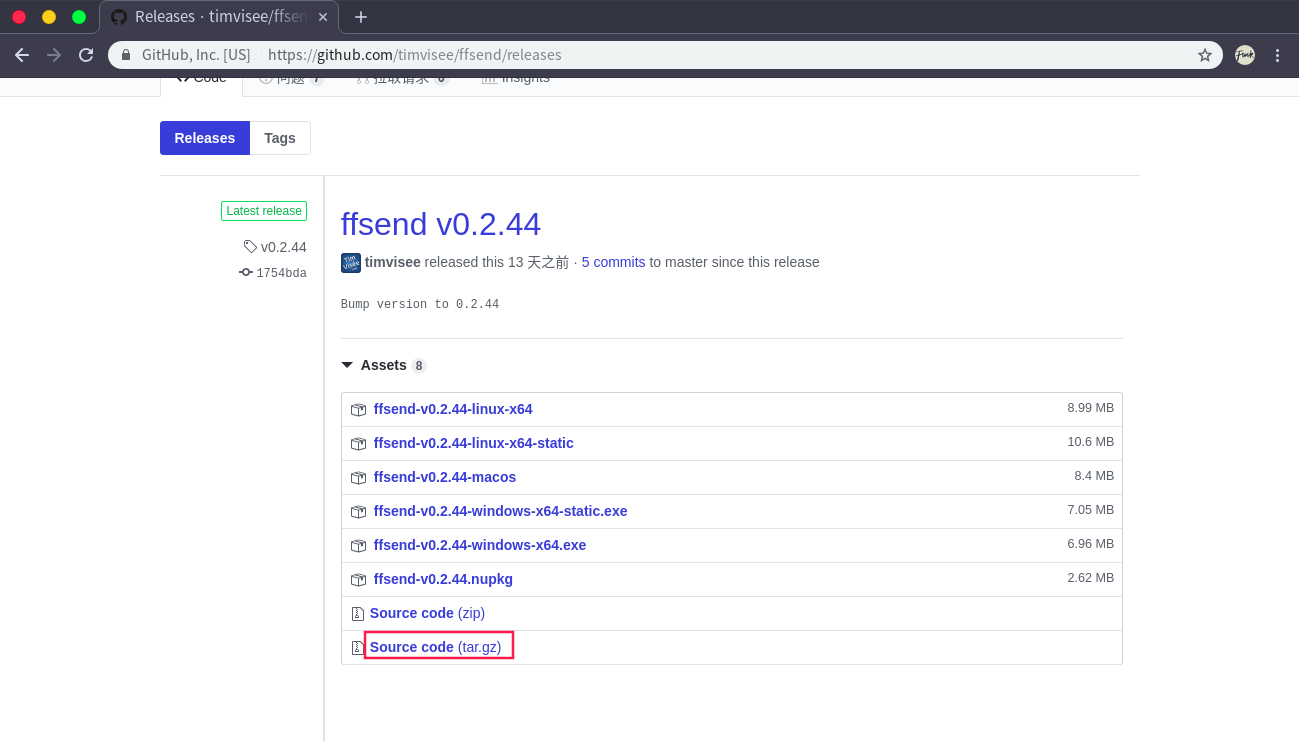 Releases · timvisee/ffsen
GitHub, Inc. [US] https://github.com/timvisee/ffsend/releases
Code 问题 7 拉取请求 0 Insights
Releases Tags
Latest release
v0.2.44
1754bda
ffsend v0.2.44
timvisee released this 13 天之前 · 5 commits to master since this release
Bump version to 0.2.44
Assets 8
ffsend-v0.2.44-linux-x64 8.99 MB
ffsend-v0.2.44-linux-x64-static 10.6 MB
ffsend-v0.2.44-macos 8.4 MB
ffsend-v0.2.44-windows-x64-static.exe 7.05 MB
ffsend-v0.2.44-windows-x64.exe 6.96 MB
ffsend-v0.2.44.nupkg 2.62 MB
Source code (zip)
Source code (tar.gz)